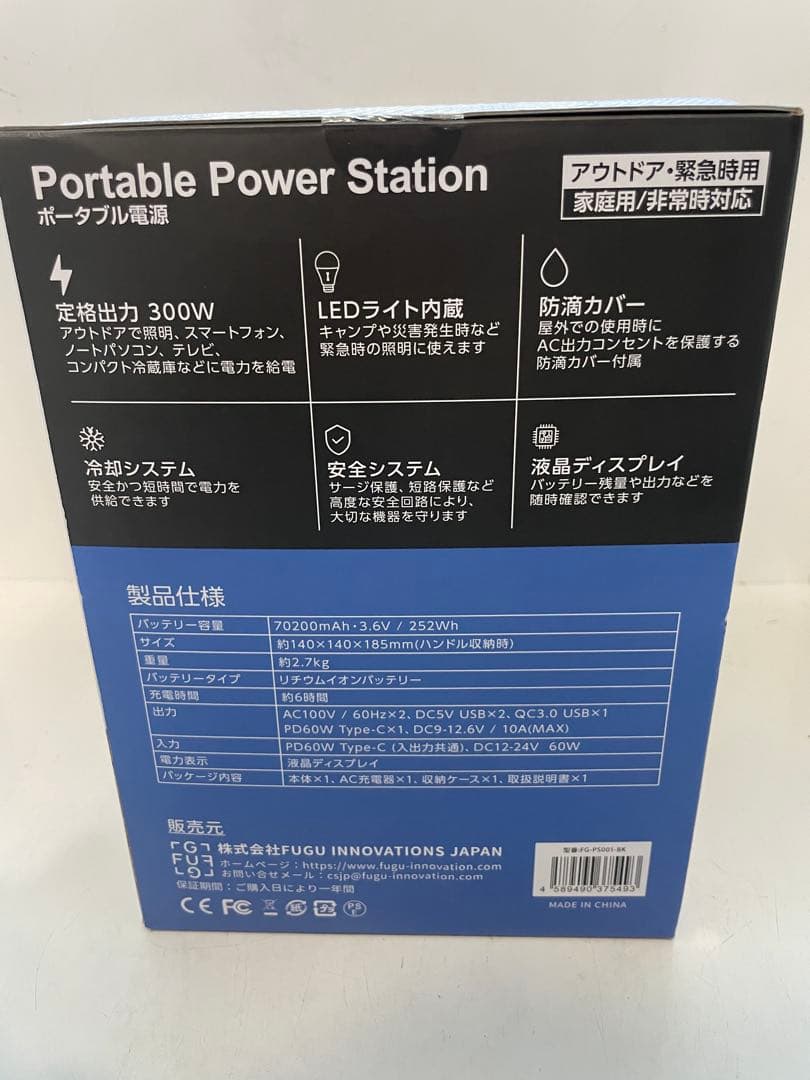 Portable Power Station
ポータブル電源
アウトドア・緊急時用
家庭用/非常時対応
定格出力 300W
アウトドアで照明、スマートフォン、
ノートパソコン、テレビ、
コンパクト冷蔵庫などに電力を給電
LEDライト内蔵
キャンプや災害発生時など
緊急時の照明に使えます
防滴カバー
屋外での使用時に
AC出力コンセントを保護する
防滴カバー付属
冷却システム
安全かつ短時間で電力を
供給できます
安全システム
サージ保護、短路保護など
高度な安全回路により、
大切な機器を守ります
液晶ディスプレイ
バッテリー残量や出力などを
随時確認できます
製品仕様
バッテリー容量 70200mAh・3.6V / 252Wh
サイズ 約140×140×185mm(ハンドル収納時)
重量 約2.7kg
バッテリータイプ リチウムイオンバッテリー
充電時間 約6時間
出力 AC100V / 60Hz×2、DC5V USB×2、QC3.0 USB×1
PD60W Type-C×1、DC9-12.6V / 10A(MAX)
入力 PD60W Type-C (入出力共通)、DC12-24V 60W
電力表示 液晶ディスプレイ
パッケージ内容 本体×1、AC充電器×1、収納ケース×1、取扱説明書×1
販売元
FUF
株式会社FUGU INNOVATIONS JAPAN
ホームページ：https://www.fugu-innovation.com
お問い合せメール：csjp@fugu-innovation.com
保証期間：ご購入日により一年間
CE FC 紙 プラ PS E
型番:FG-PS001-BK
4 589490 375493
MADE IN CHINA